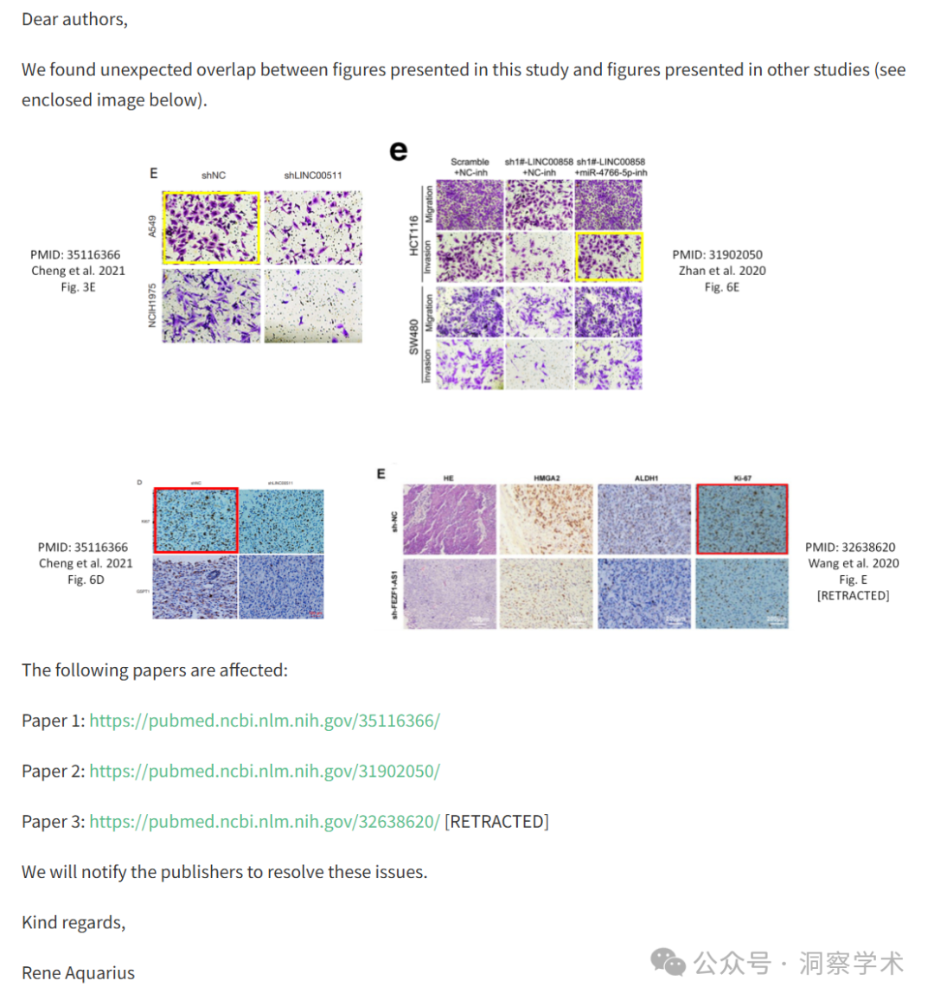 Dear authors,
We found unexpected overlap between figures presented in this study and figures presented in other studies (see
enclosed image below).
e
E
shNC
shLINC00511
A549
NCIH1975
PMID: 35116366
Cheng et al. 2021
Fig. 3E
Scramble
+NC-inh
sh1#-LINC00858
+NC-inh
sh1#-LINC00858
+miR-4766-5p-inh
HCT116
Migration
Invasion
SW480
Migration
Invasion
PMID: 31902050
Zhan et al. 2020
Fig. 6E
D
shNC
shLINC00511
Ki67
PMID: 35116366
Cheng et al. 2021
Fig. 6D
E
HE
HMGA2
ALDH1
Ki-67
sh-NC
sh-FEZF1-AS1
PMID: 32638620
Wang et al. 2020
Fig. E
[RETRACTED]
The following papers are affected:
Paper 1: https://pubmed.ncbi.nlm.nih.gov/35116366/
Paper 2: https://pubmed.ncbi.nlm.nih.gov/31902050/
Paper 3: https://pubmed.ncbi.nlm.nih.gov/32638620/ [RETRACTED]
We will notify the publishers to resolve these issues.
Kind regards,
Rene Aquarius
公众号 · 洞察学术